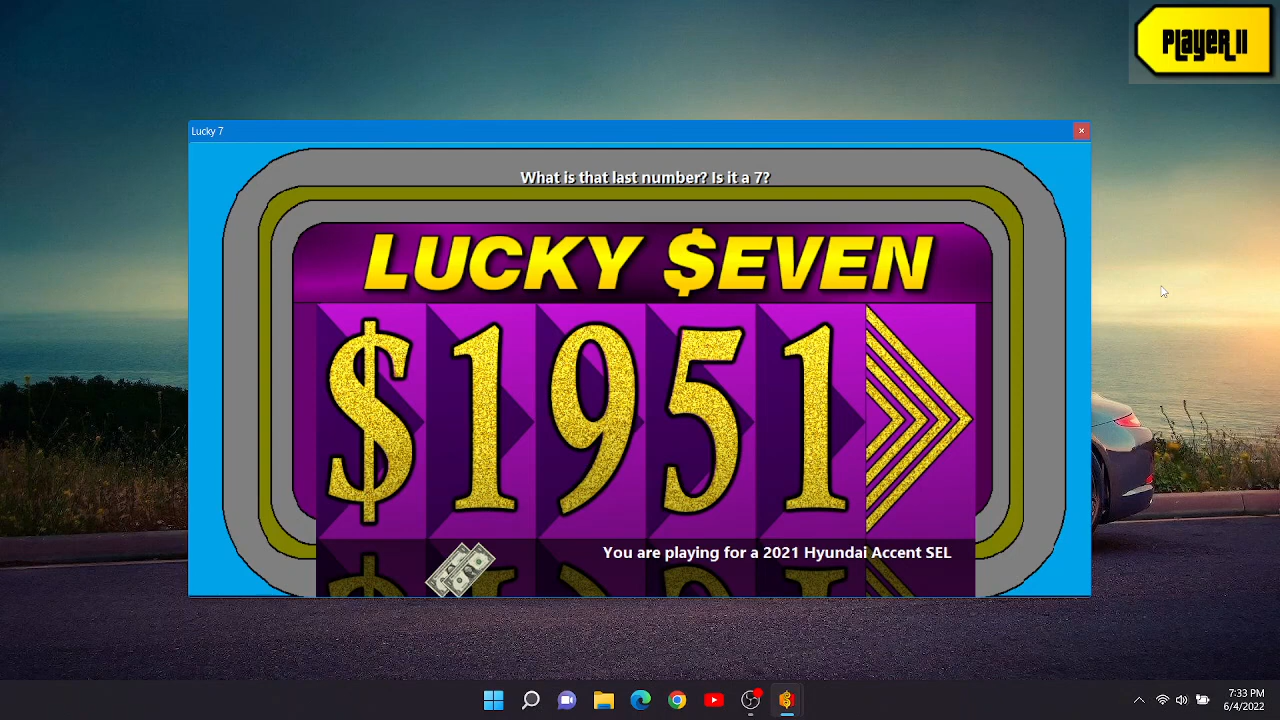 PLAYER II
Lucky 7
What is that last number? Is it a 7?
LUCKY $EVEN
$1951
You are playing for a 2021 Hyundai Accent SEL
7:33 PM
6/4/2022